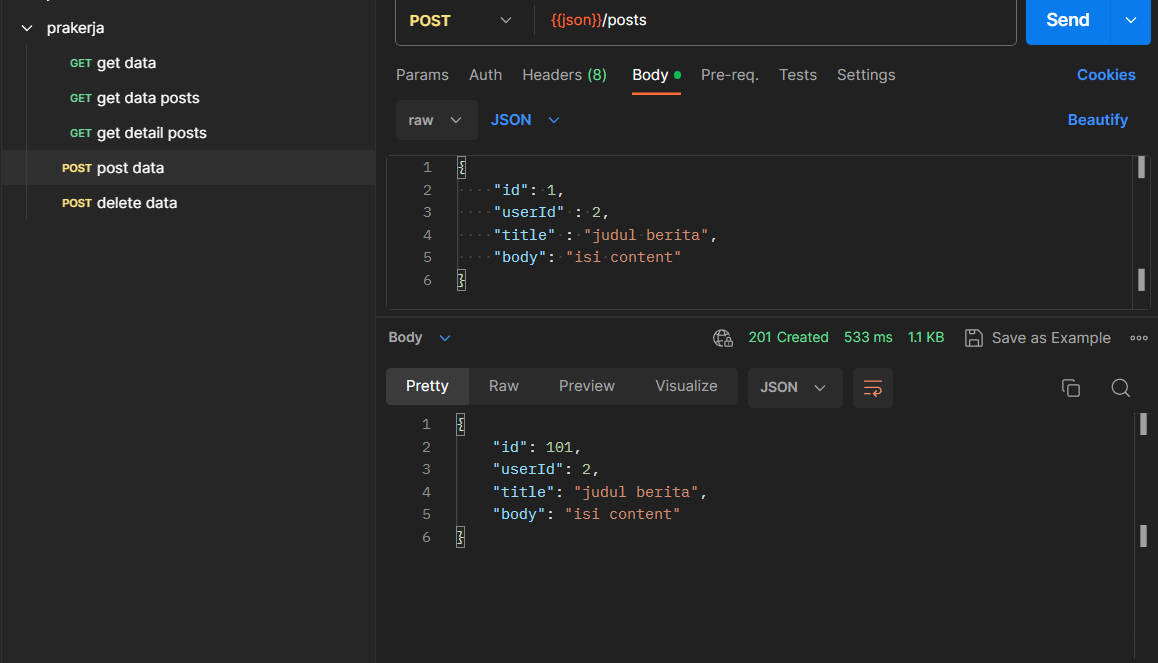 prakerja
GET get data
GET get data posts
GET get detail posts
POST post data
POST delete data
POST {{json}}/posts Send
Params Auth Headers (8) Body Pre-req. Tests Settings Cookies
raw JSON Beautify
1 {
2 "id": 1,
3 "userId" : 2,
4 "title" : "judul berita",
5 "body": "isi content"
6 }
Body 201 Created 533 ms 1.1 KB Save as Example
Pretty Raw Preview Visualize JSON
1 {
2 "id": 101,
3 "userId": 2,
4 "title": "judul berita",
5 "body": "isi content"
6 }